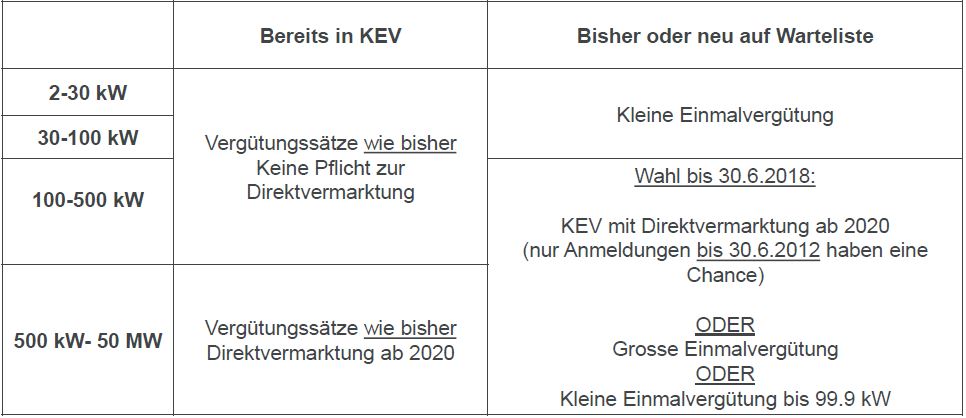 Bereits in KEV
Bisher oder neu auf Warteliste
2-30 kW
30-100 kW
100-500 kW
Vergütungssätze wie bisher
Keine Pflicht zur
Direktvermarktung
Kleine Einmalvergütung
Wahl bis 30.6.2018:
KEV mit Direktvermarktung ab 2020
(nur Anmeldungen bis 30.6.2012 haben eine
Chance)
ODER
Grosse Einmalvergütung
ODER
Kleine Einmalvergütung bis 99.9 kW
500 kW- 50 MW
Vergütungssätze wie bisher
Direktvermarktung ab 2020